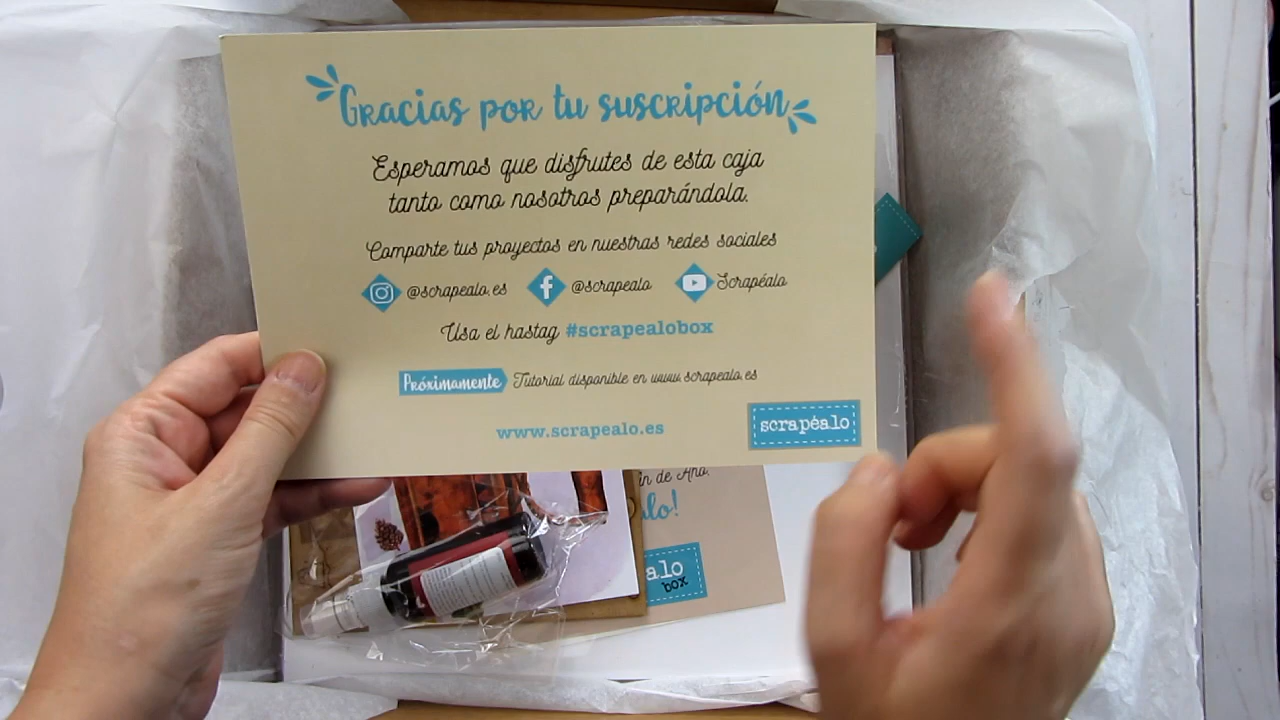 Gracias por tu suscripción
Esperamos que disfrutes de esta caja
tanto como nosotros preparándola.
Comparte tus proyectos en nuestras redes sociales
@scrapealo.es @scrapealo Scrapéalo
Usa el hastag #scrapealobox
Próximamente Tutorial disponible en www.scrapealo.es
www.scrapealo.es
scrapéalo
de Año.
alo
box